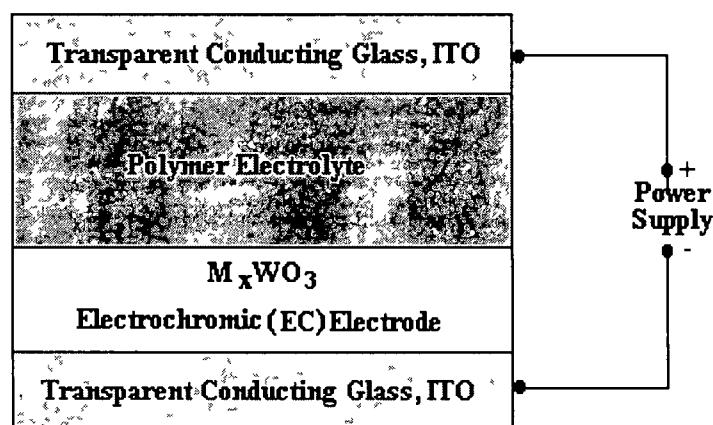 Transparent Conducting Glass, ITO
Polymer Electrolyte
+
Power
Supply
-
MxWO3
Electrochromic (EC) Electrode
Transparent Conducting Glass, ITO